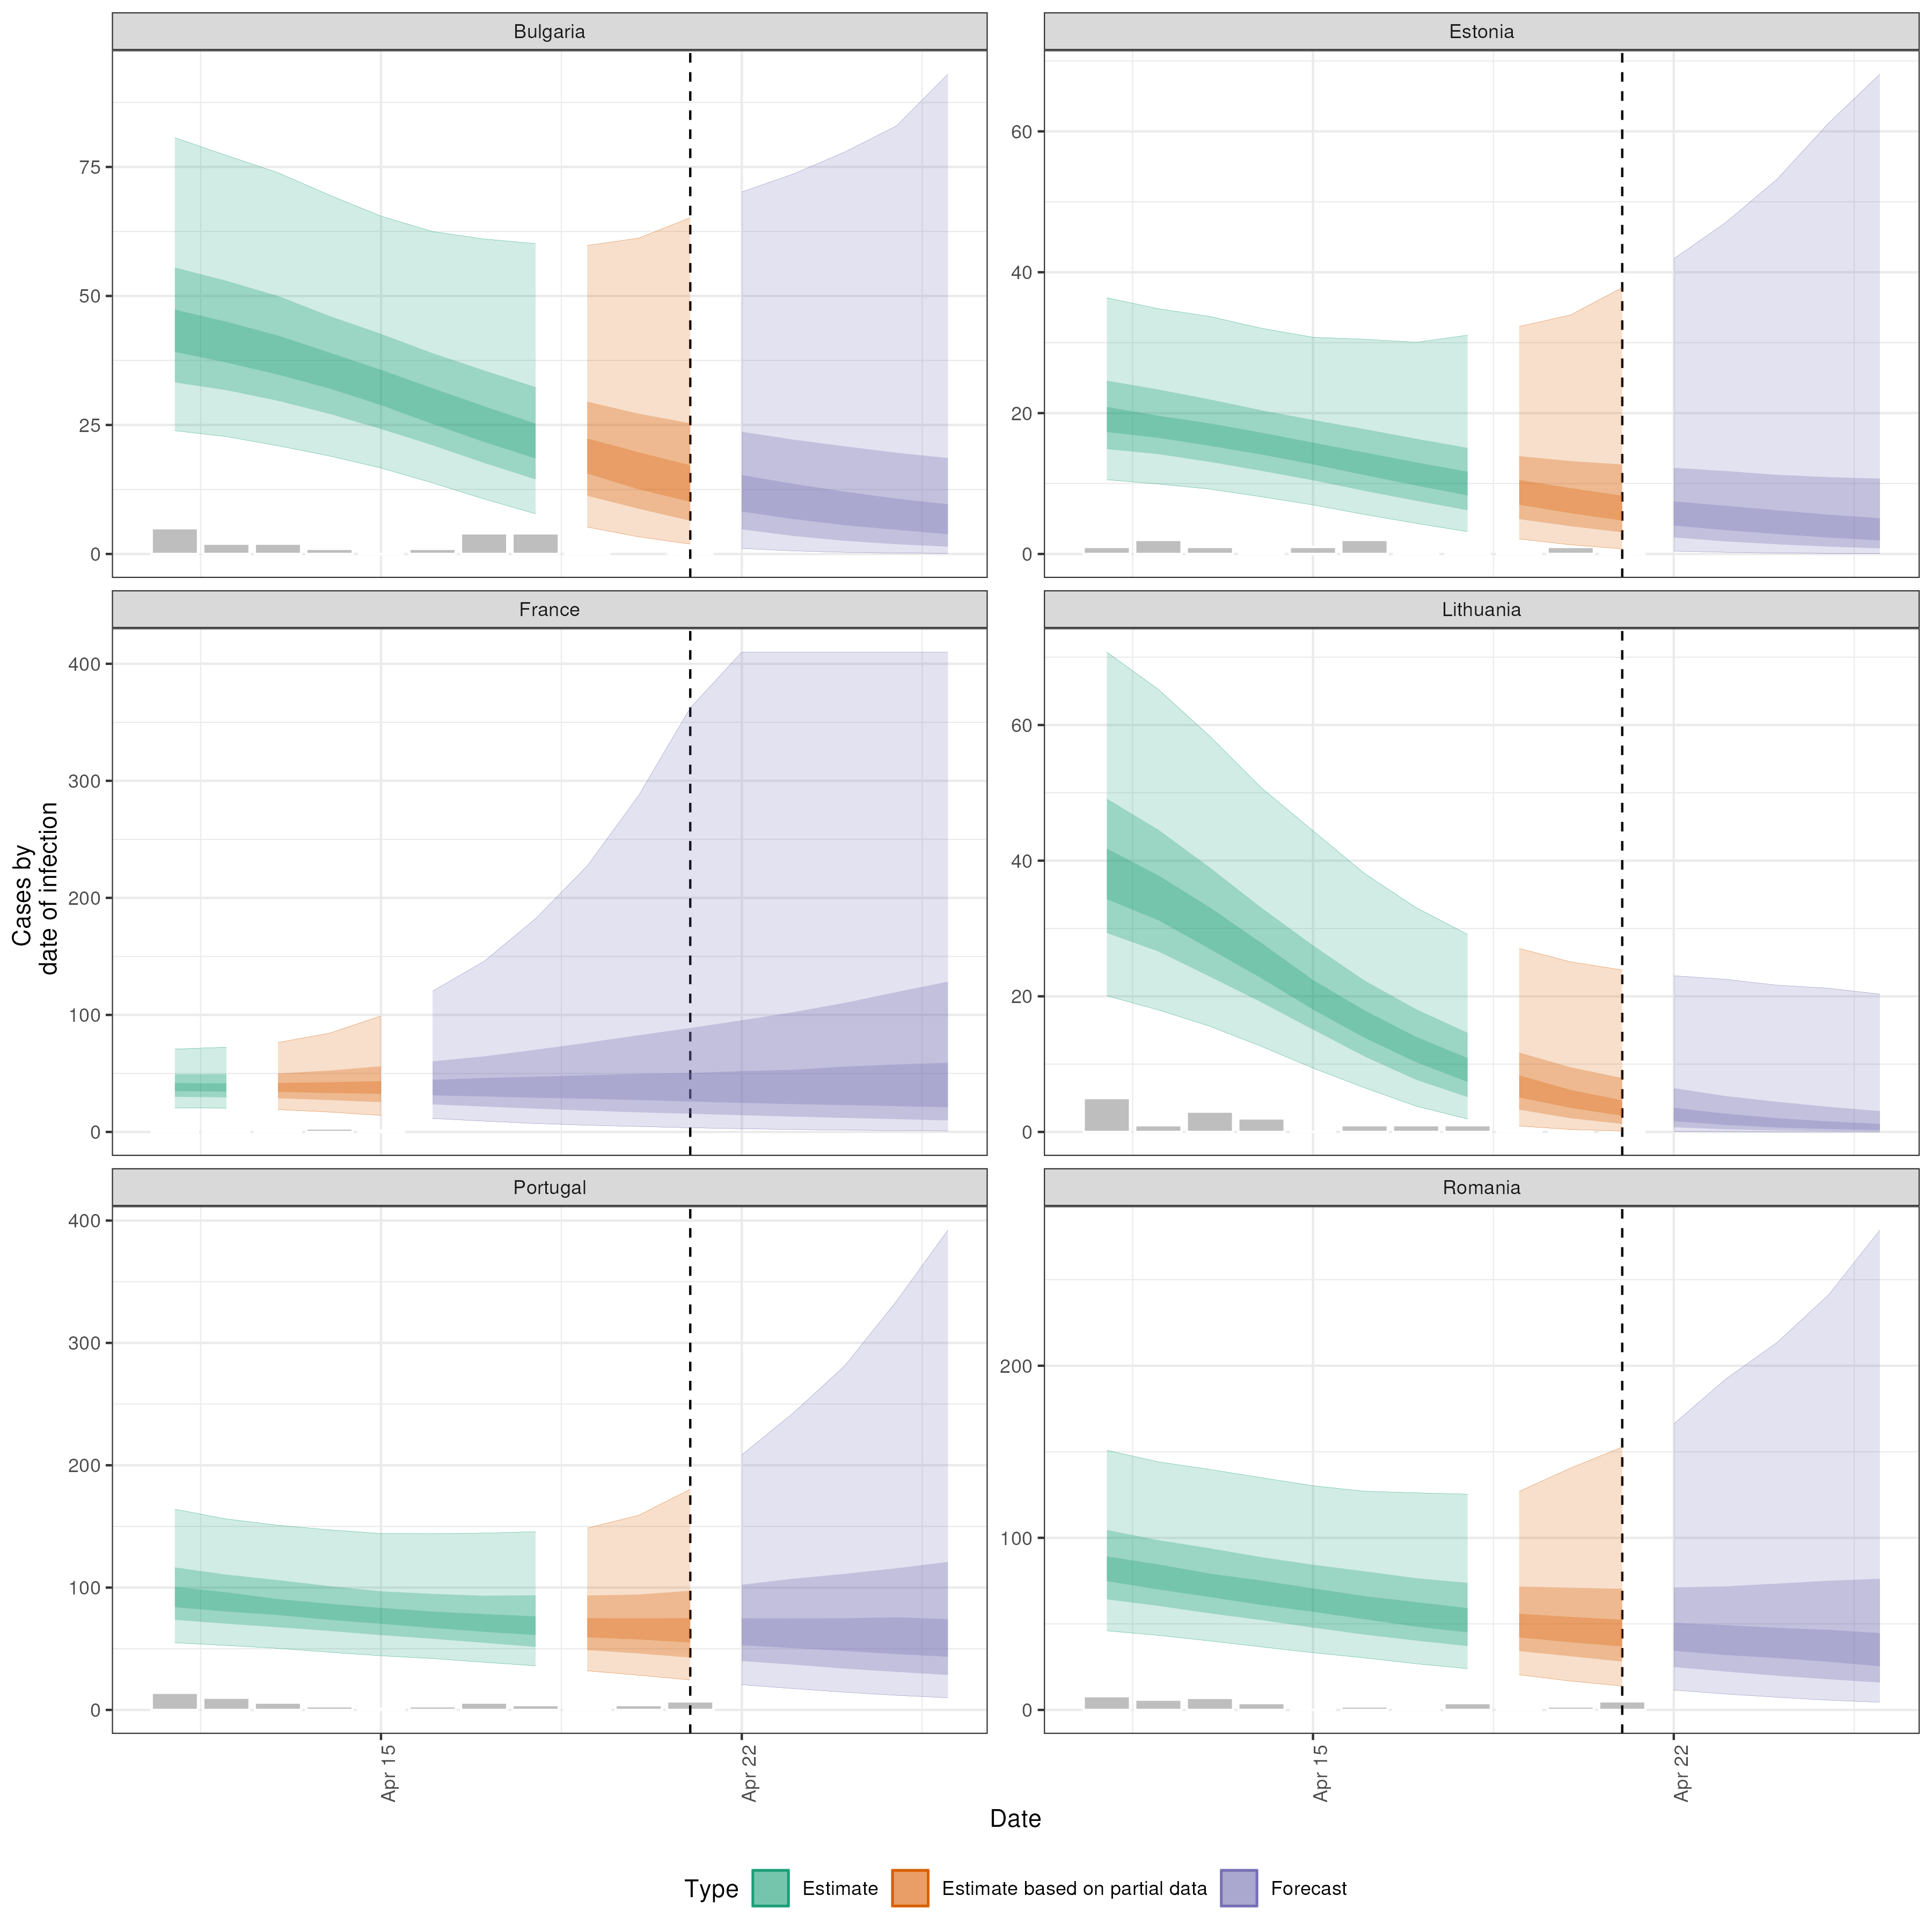 Bulgaria
Estonia
75
50
25
0
60
40
20
0
France
Lithuania
400
300
200
100
0
60
40
20
0
Portugal
Romania
400
300
200
100
0
200
100
0
Cases by
date of infection
Apr 15
Apr 22
Apr 15
Apr 22
Date
Type
Estimate
Estimate based on partial data
Forecast